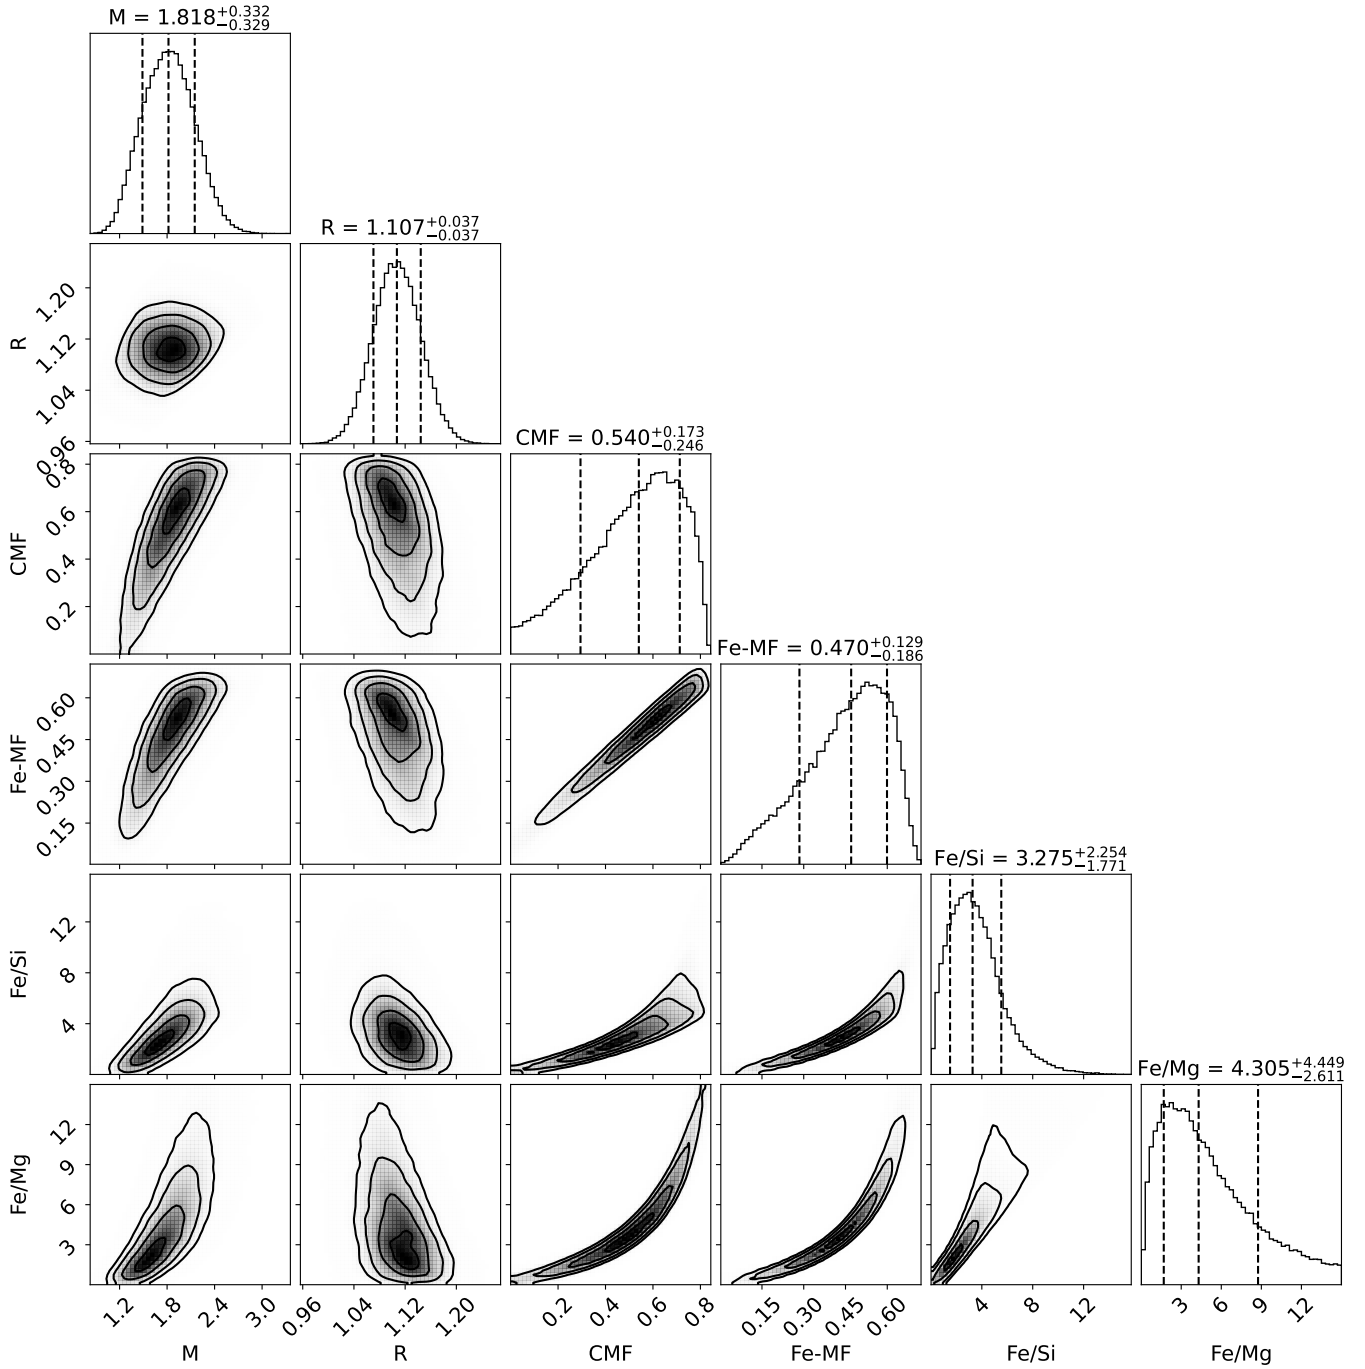 M = 1.818+0.332 −0.329
R = 1.107+0.037 −0.037
1.20
1.12
1.04
0.96
R
CMF = 0.540+0.173 −0.246
0.8
0.6
0.4
0.2
CMF
Fe-MF = 0.470+0.129 −0.186
0.60
0.45
0.30
0.15
Fe-MF
Fe/Si = 3.275+2.254 −1.771
12
8
4
Fe/Si
Fe/Mg = 4.305+4.449 −2.611
12
9
6
3
Fe/Mg
1.2 1.8 2.4 3.0 0.96 1.04 1.12 1.20 0.2 0.4 0.6 0.8 0.15 0.30 0.45 0.60 4 8 12 3 6 9 12
M R CMF Fe-MF Fe/Si Fe/Mg